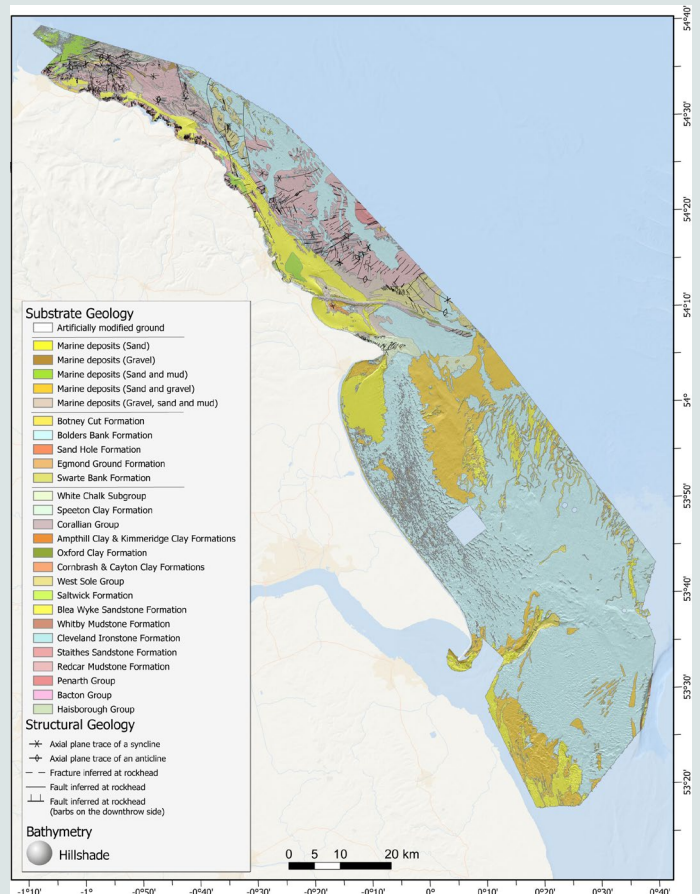 54°40'
54°30'
54°20'
54°10'
54°
53°50'
53°40'
53°30'
53°20'
Substrate Geology
Artificially modified ground
Marine deposits (Sand)
Marine deposits (Gravel)
Marine deposits (Sand and mud)
Marine deposits (Sand and gravel)
Marine deposits (Gravel, sand and mud)
Botney Cut Formation
Bolders Bank Formation
Sand Hole Formation
Egmond Ground Formation
Swarte Bank Formation
White Chalk Subgroup
Speeton Clay Formation
Corallian Group
Ampthill Clay & Kimmeridge Clay Formations
Oxford Clay Formation
Cornbrash & Cayton Clay Formations
West Sole Group
Saltwick Formation
Blea Wyke Sandstone Formation
Whitby Mudstone Formation
Cleveland Ironstone Formation
Staithes Sandstone Formation
Redcar Mudstone Formation
Penarth Group
Bacton Group
Haisborough Group
Structural Geology
Axial plane trace of a syncline
Axial plane trace of an anticline
Fracture inferred at rockhead
Fault inferred at rockhead
Fault inferred at rockhead
(barbs on the downthrow side)
Bathymetry
Hillshade
0 5 10 20 km
-1°10' -1° -0°50' -0°40' -0°30' -0°20' -0°10' 0° 0°10' 0°20' 0°30' 0°40'